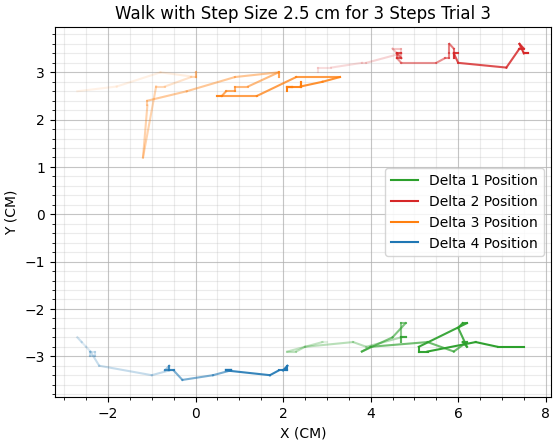 Walk with Step Size 2.5 cm for 3 Steps Trial 3
3
2
1
0
−1
−2
−3
Y (CM)
Delta 1 Position
Delta 2 Position
Delta 3 Position
Delta 4 Position
−2 0 2 4 6 8
X (CM)